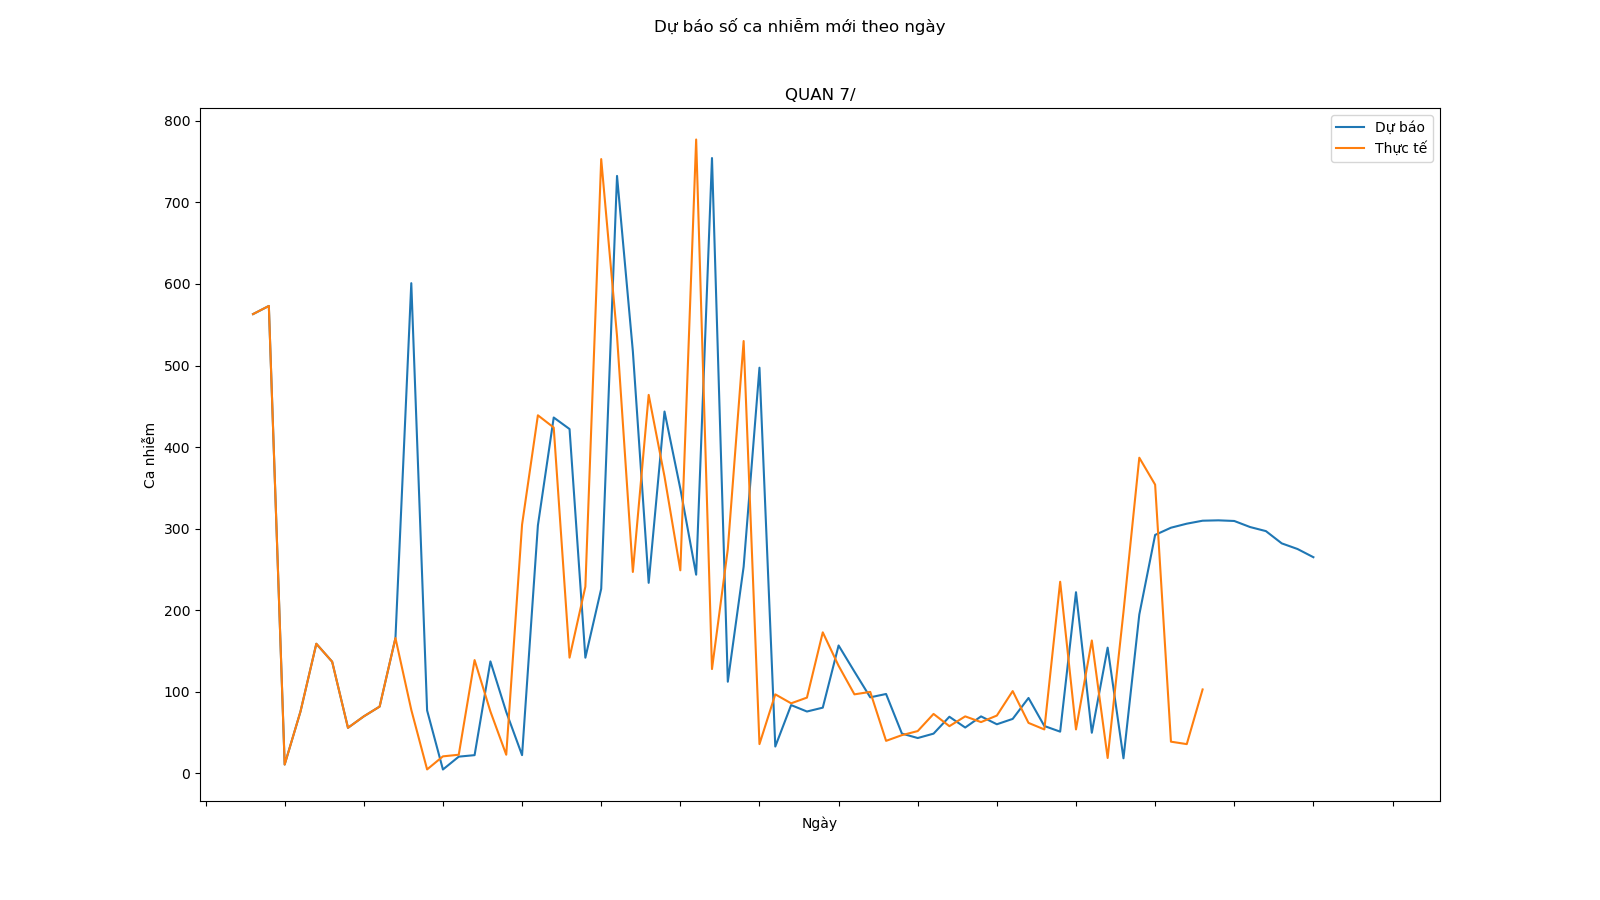 Dự báo số ca nhiễm mới theo ngày
QUAN 7/
800
700
600
500
400
300
200
100
0
Ca nhiễm
Ngày
Dự báo
Thực tế